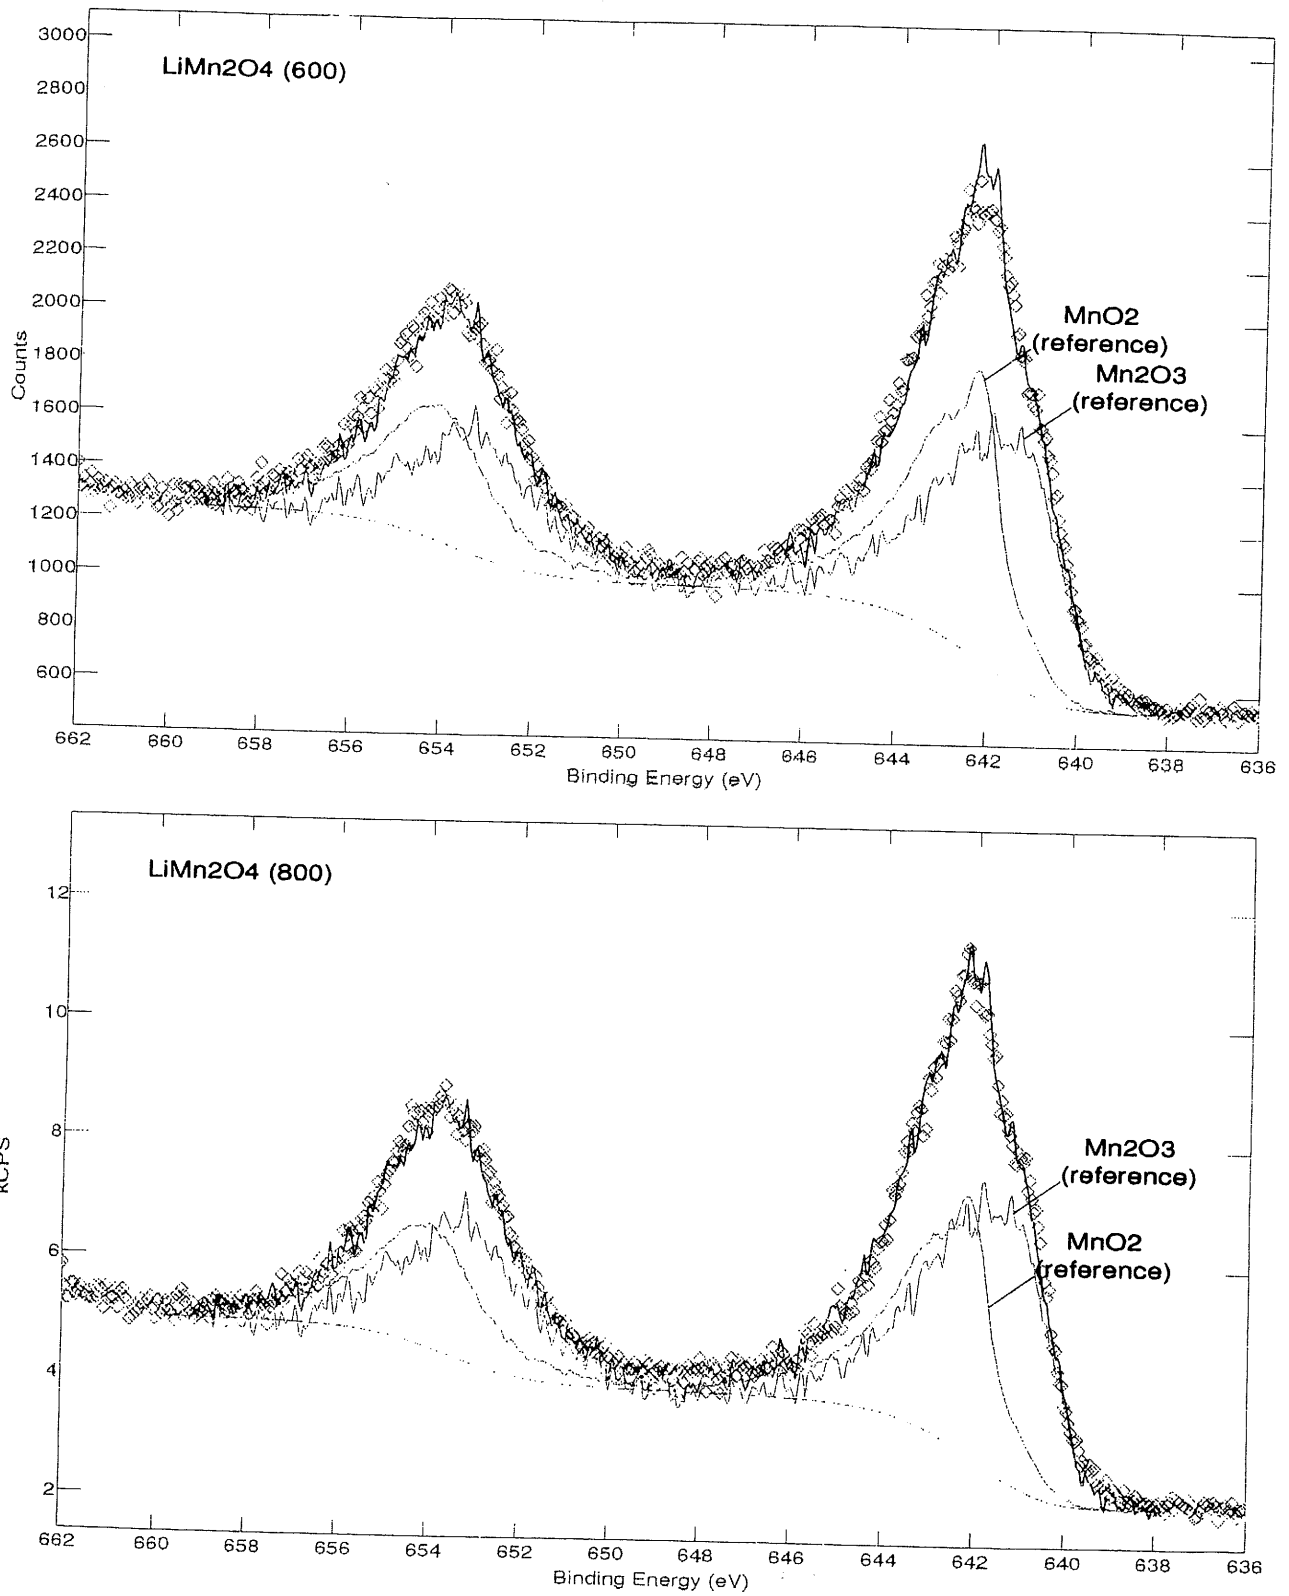 LiMn2O4 (600)
3000
2800
2600
2400
2200
2000
1800
1600
1400
1200
1000
800
600
Counts
MnO2
(reference)
Mn2O3
(reference)
662 660 658 656 654 652 650 648 646 644 642 640 638 636
Binding Energy (eV)
LiMn2O4 (800)
12
10
8
6
4
2
kCPS
Mn2O3
(reference)
MnO2
(reference)
662 660 658 656 654 652 650 648 646 644 642 640 638 636
Binding Energy (eV)